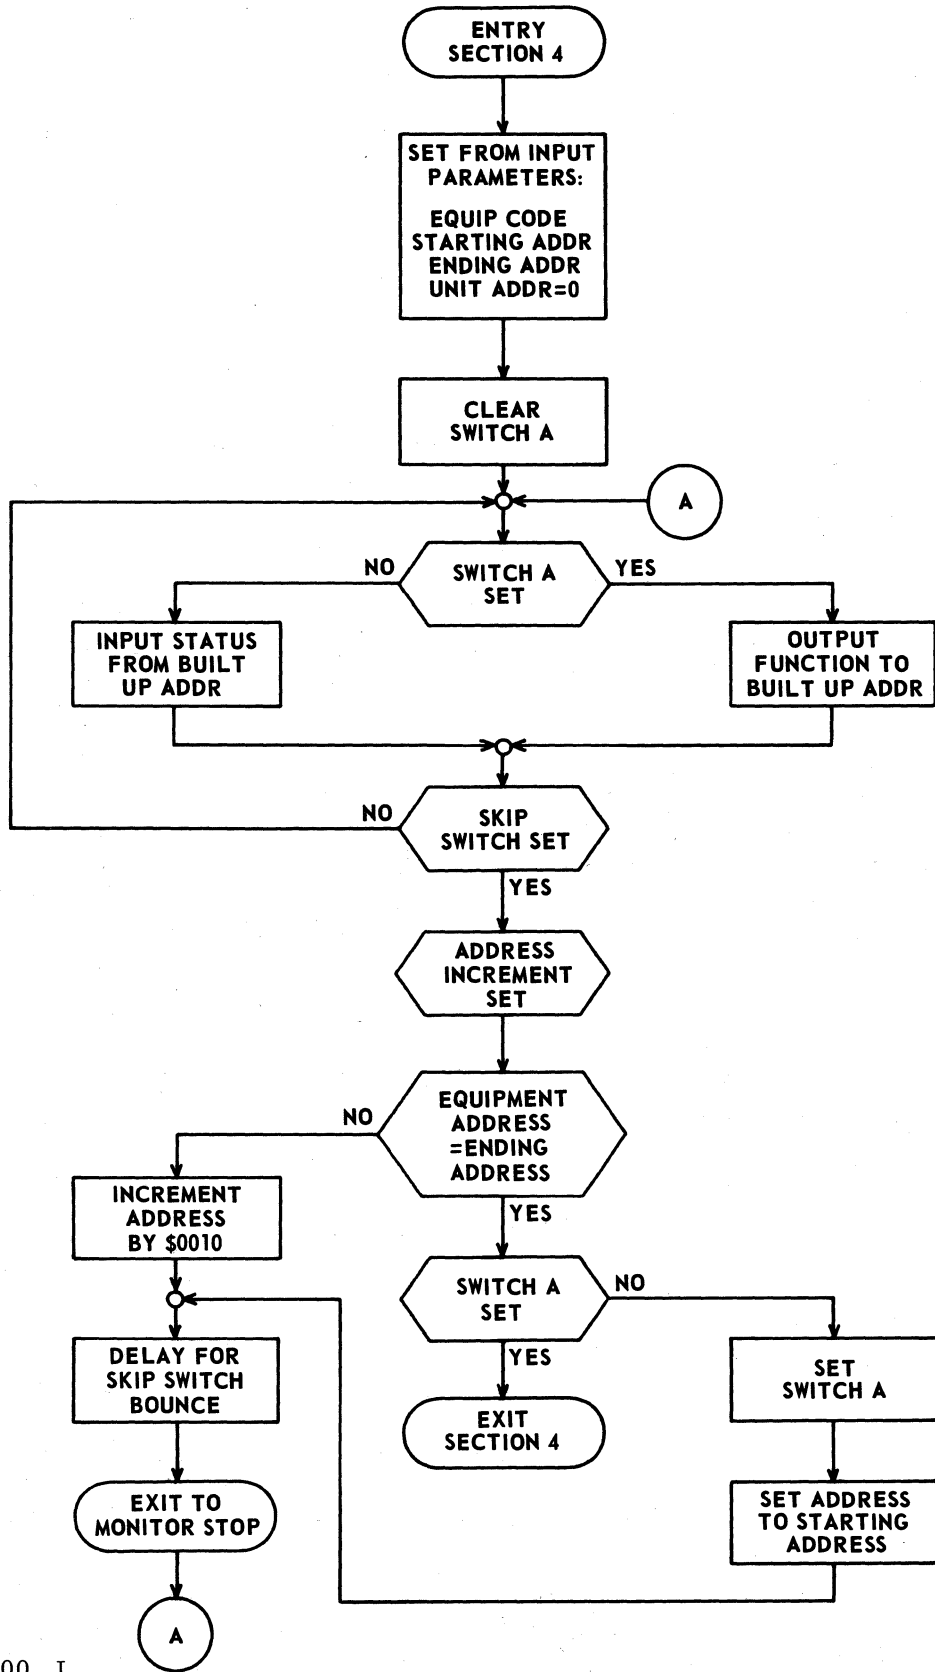 ENTRY
SECTION 4
SET FROM INPUT
PARAMETERS:
EQUIP CODE
STARTING ADDR
ENDING ADDR
UNIT ADDR=0
CLEAR
SWITCH A
A
NO
SWITCH A
SET
YES
INPUT STATUS
FROM BUILT
UP ADDR
OUTPUT
FUNCTION TO
BUILT UP ADDR
NO
SKIP
SWITCH SET
YES
ADDRESS
INCREMENT
SET
NO
EQUIPMENT
ADDRESS
=ENDING
ADDRESS
YES
INCREMENT
ADDRESS
BY $0010
SWITCH A
SET
NO
YES
DELAY FOR
SKIP SWITCH
BOUNCE
SET
SWITCH A
EXIT
SECTION 4
EXIT TO
MONITOR STOP
SET ADDRESS
TO STARTING
ADDRESS
A